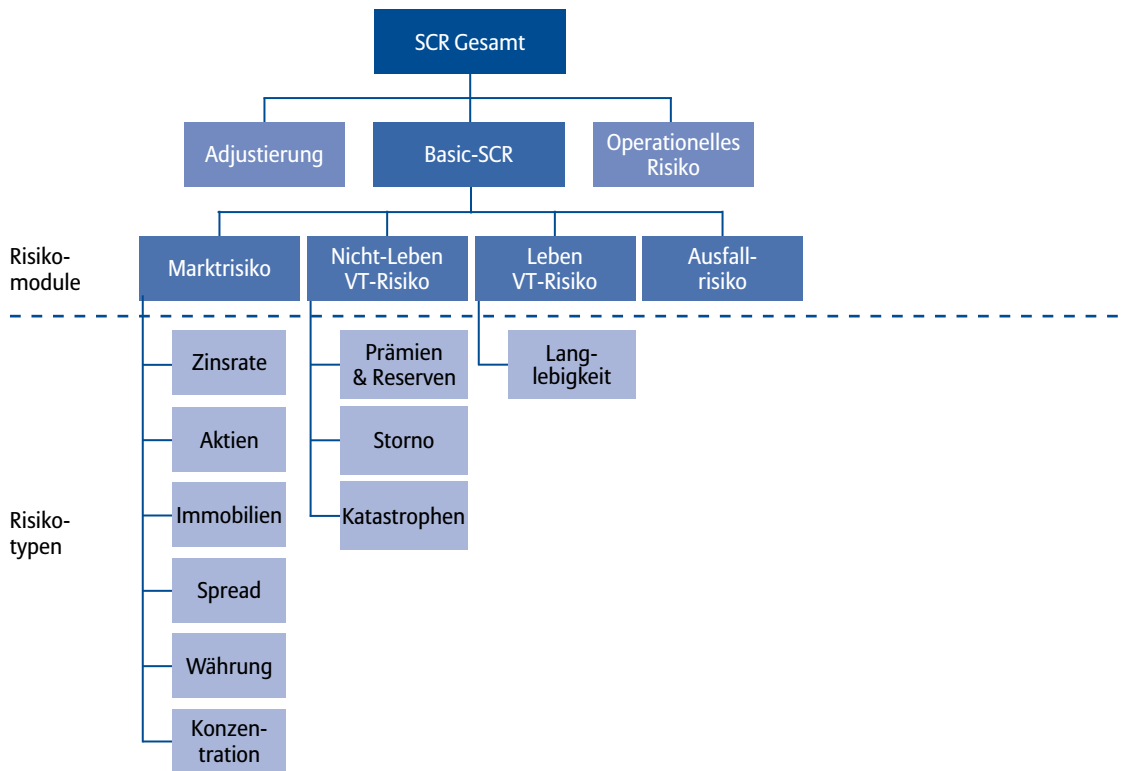 SCR Gesamt
Adjustierung
Basic-SCR
Operationelles
Risiko
Risiko-
module
Marktrisiko
Nicht-Leben
VT-Risiko
Leben
VT-Risiko
Ausfall-
risiko
Risiko-
typen
Zinsrate
Aktien
Immobilien
Spread
Währung
Konzen-
tration
Prämien
& Reserven
Storno
Katastrophen
Lang-
lebigkeit